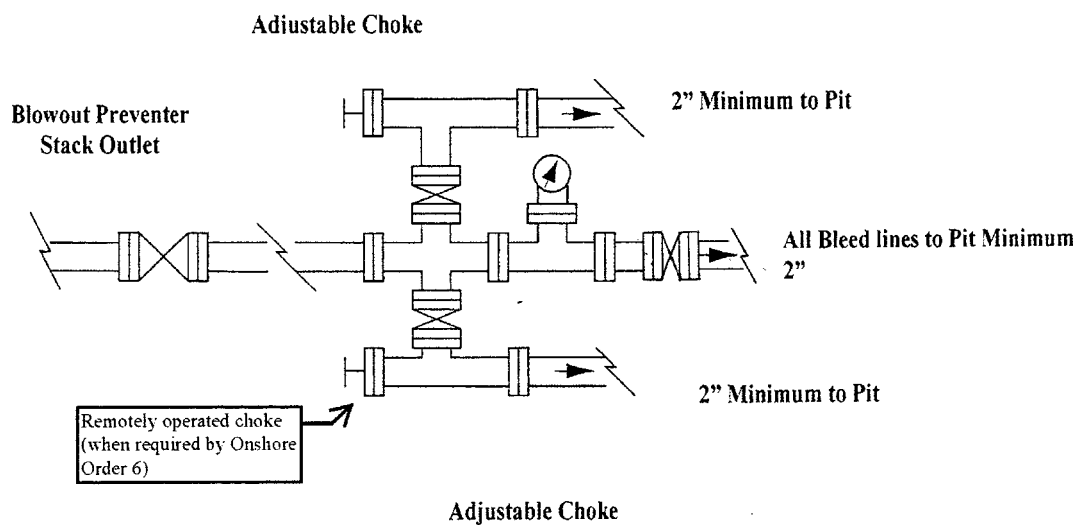 Adjustable Choke
2” Minimum to Pit
Blowout Preventer
Stack Outlet
All Bleed lines to Pit Minimum
2”
2” Minimum to Pit
Remotely operated choke
(when required by Onshore
Order 6)
Adjustable Choke